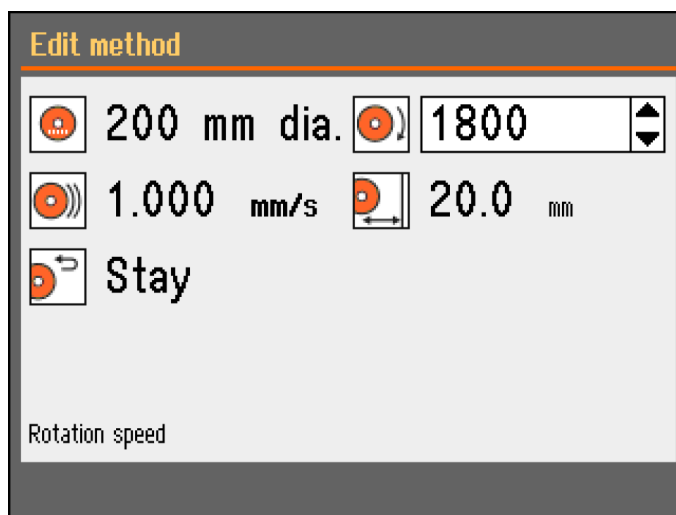 Edit method
200 mm dia. 1800
1.000 mm/s 20.0 mm
Stay
Rotation speed